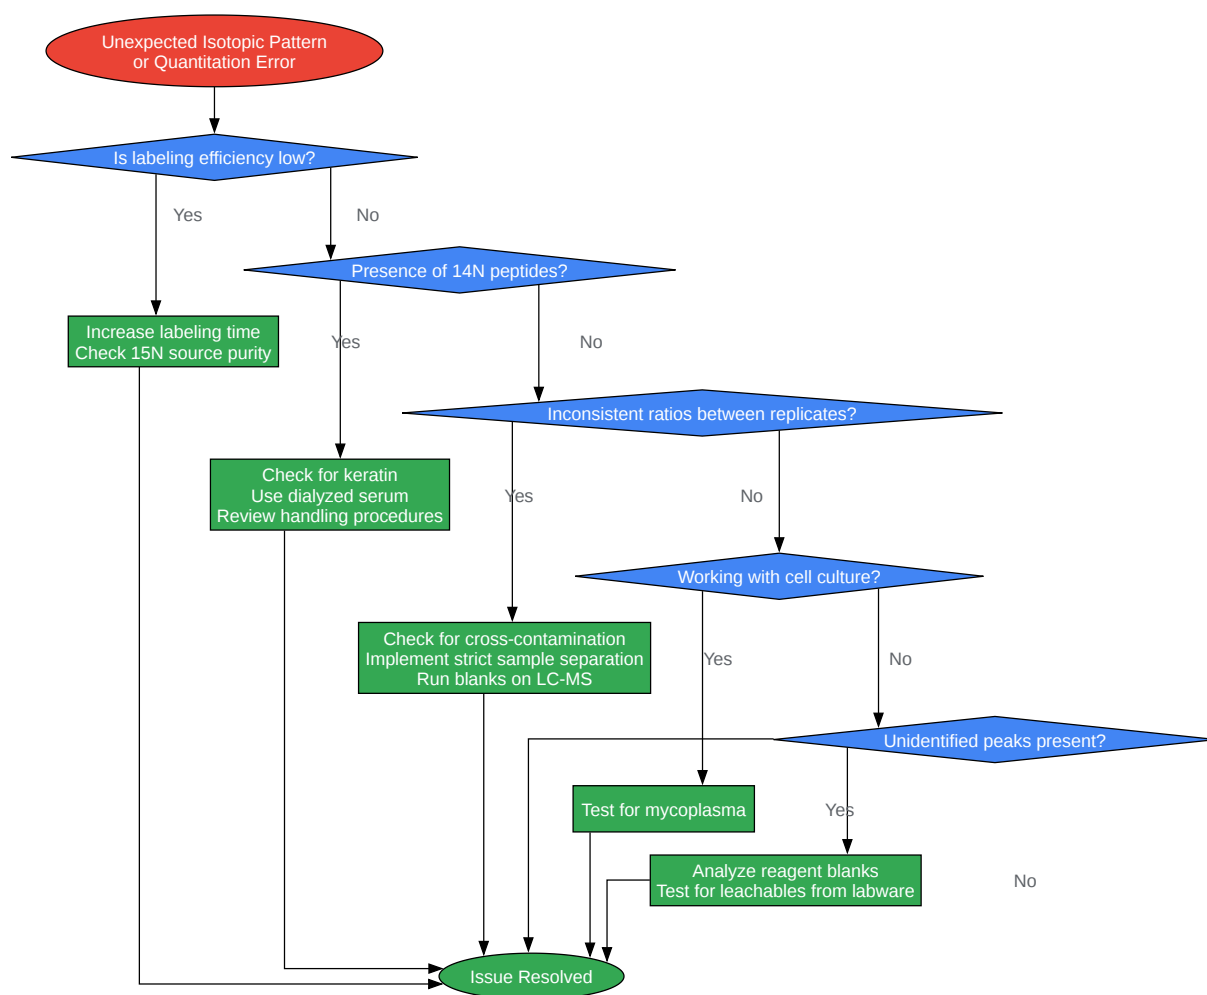 Unexpected Isotopic Pattern
or Quantitation Error
Is labeling efficiency low?
Yes
No
Presence of 14N peptides?
Increase labeling time
Check 15N source purity
Yes
No
Inconsistent ratios between replicates?
Check for keratin
Use dialyzed serum
Review handling procedures
Yes
No
Working with cell culture?
Check for cross-contamination
Implement strict sample separation
Run blanks on LC-MS
Yes
No
Unidentified peaks present?
Test for mycoplasma
Yes
Analyze reagent blanks
Test for leachables from labware
No
Issue Resolved